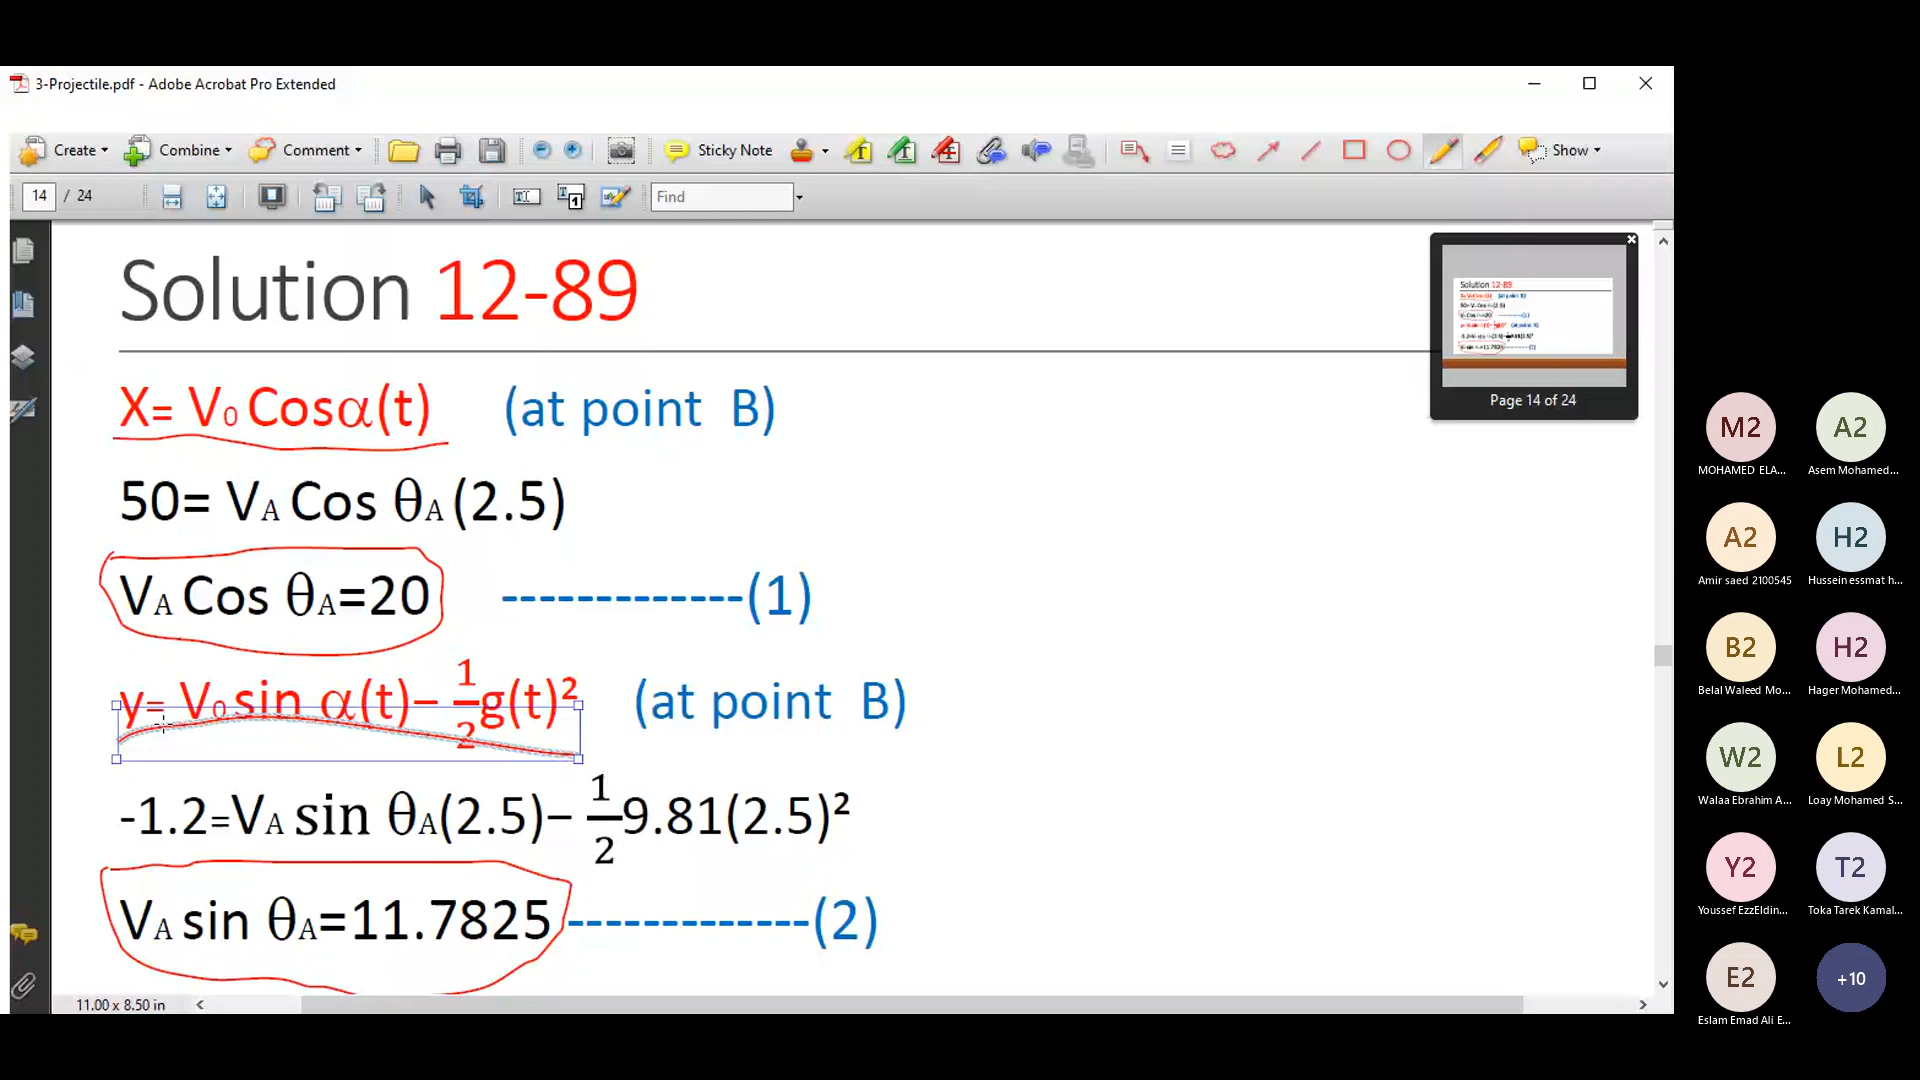 3-Projectile.pdf - Adobe Acrobat Pro Extended
Create Combine Comment Sticky Note Show
14 / 24 Find
Solution 12-89
X= V₀ Cosα(t) (at point B)
50= VA Cos θA (2.5)
VA Cos θA=20 -------------(1)
y= V₀ sin α(t)− 1/2 g(t)² (at point B)
-1.2=VA sin θA(2.5)− 1/2 9.81(2.5)²
VA sin θA=11.7825-------------(2)
11.00 x 8.50 in
Solution 12-89
Page 14 of 24
M2 A2
MOHAMED ELA... Asem Mohamed...
A2 H2
Amir saed 2100545 Hussein essmat h...
B2 H2
Belal Waleed Mo... Hager Mohamed...
W2 L2
Walaa Ebrahim A... Loay Mohamed S...
Y2 T2
Youssef EzzEldin... Toka Tarek Kamal...
E2 +10
Eslam Emad Ali E...